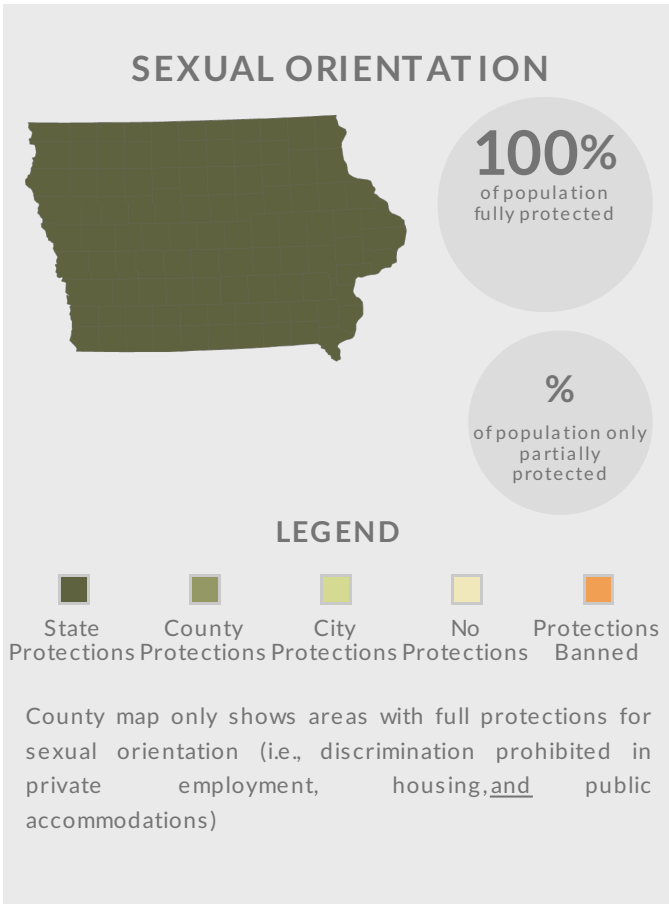 SEXUAL ORIENTATION
100%
of population
fully protected
%
of population only
partially
protected
LEGEND
State
Protections
County
Protections
City
Protections
No
Protections
Protections
Banned
County map only shows areas with full protections for
sexual orientation (i.e., discrimination prohibited in
private employment, housing, and public
accommodations)